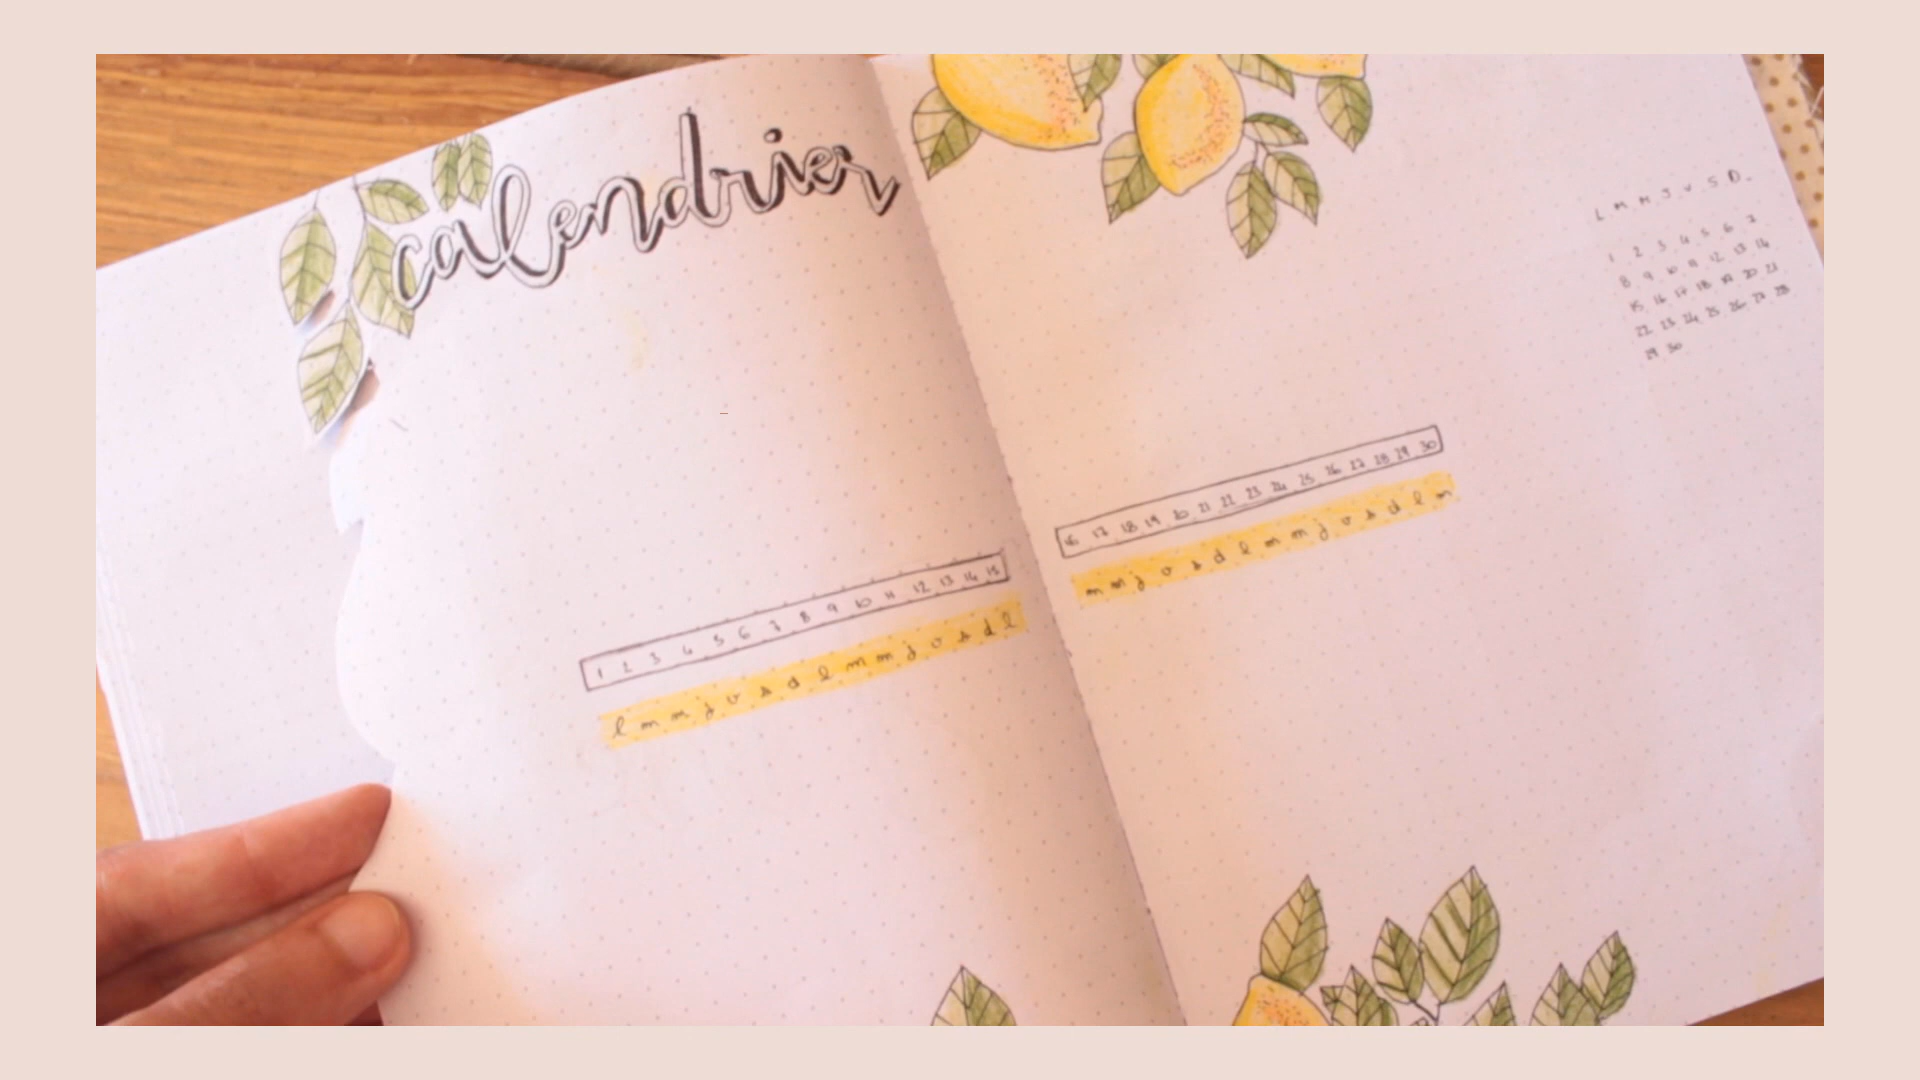 calendrier
1 2 3 4 5 6 7 8 9 10 11 12 13 14 15
l m m j v s d l m m j v s d l
16 17 18 19 20 21 22 23 24 25 26 27 28 29 30
m m j v s d l m m j v s d l m
L M M J V S D
1 2 3 4 5 6 7
8 9 10 11 12 13 14
15 16 17 18 19 20 21
22 23 24 25 26 27 28
29 30